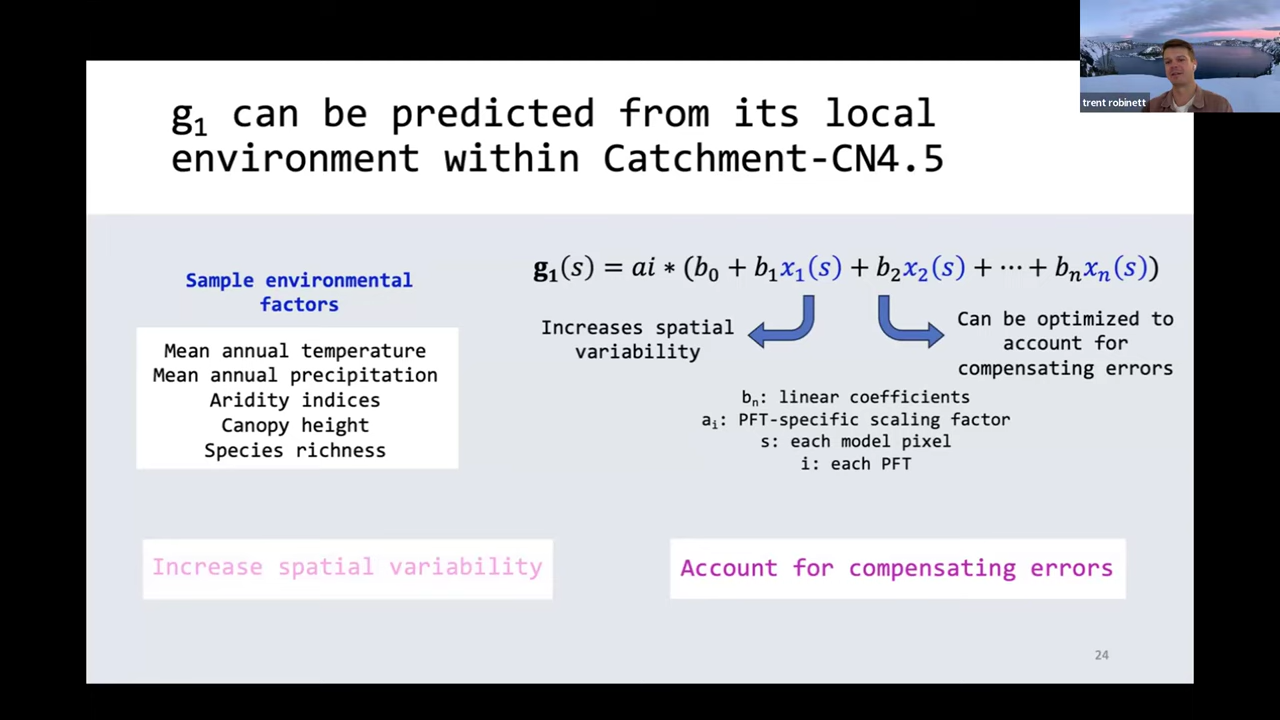 trent robinett
g₁ can be predicted from its local
environment within Catchment-CN4.5
Sample environmental
factors
Mean annual temperature
Mean annual precipitation
Aridity indices
Canopy height
Species richness
g₁(s) = ai * (b₀ + b₁x₁(s) + b₂x₂(s) + ⋯ + bₙxₙ(s))
Increases spatial
variability
Can be optimized to
account for
compensating errors
bₙ: linear coefficients
aᵢ: PFT-specific scaling factor
s: each model pixel
i: each PFT
Increase spatial variability
Account for compensating errors
24